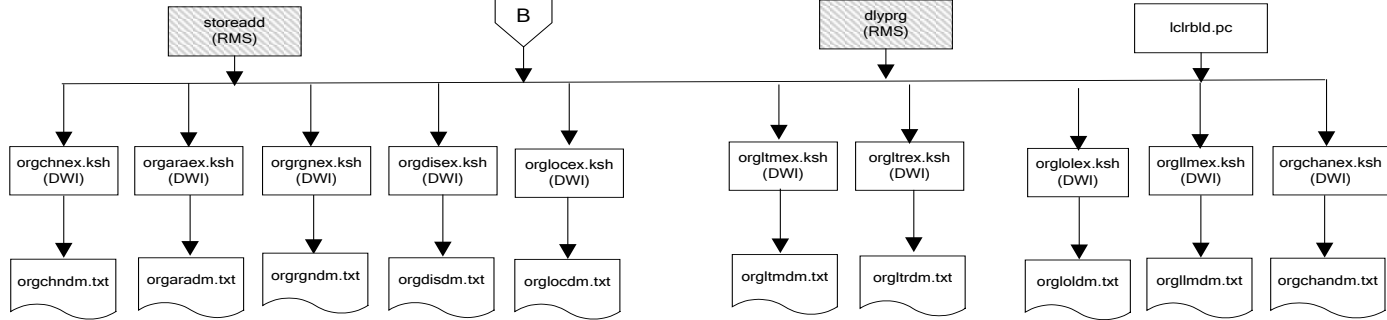 storeadd
(RMS)
B
dlyprg
(RMS)
lclrbld.pc
orgchnex.ksh
(DWI)
orgaraex.ksh
(DWI)
orgrgnex.ksh
(DWI)
orgdisex.ksh
(DWI)
orglocex.ksh
(DWI)
orgltmex.ksh
(DWI)
orgltrex.ksh
(DWI)
orglolex.ksh
(DWI)
orgllmex.ksh
(DWI)
orgchanex.ksh
(DWI)
orgchndm.txt
orgaradm.txt
orgrgndm.txt
orgdisdm.txt
orglocdm.txt
orgltmdm.txt
orgltrdm.txt
orgloldm.txt
orgllmdm.txt
orgchandm.txt